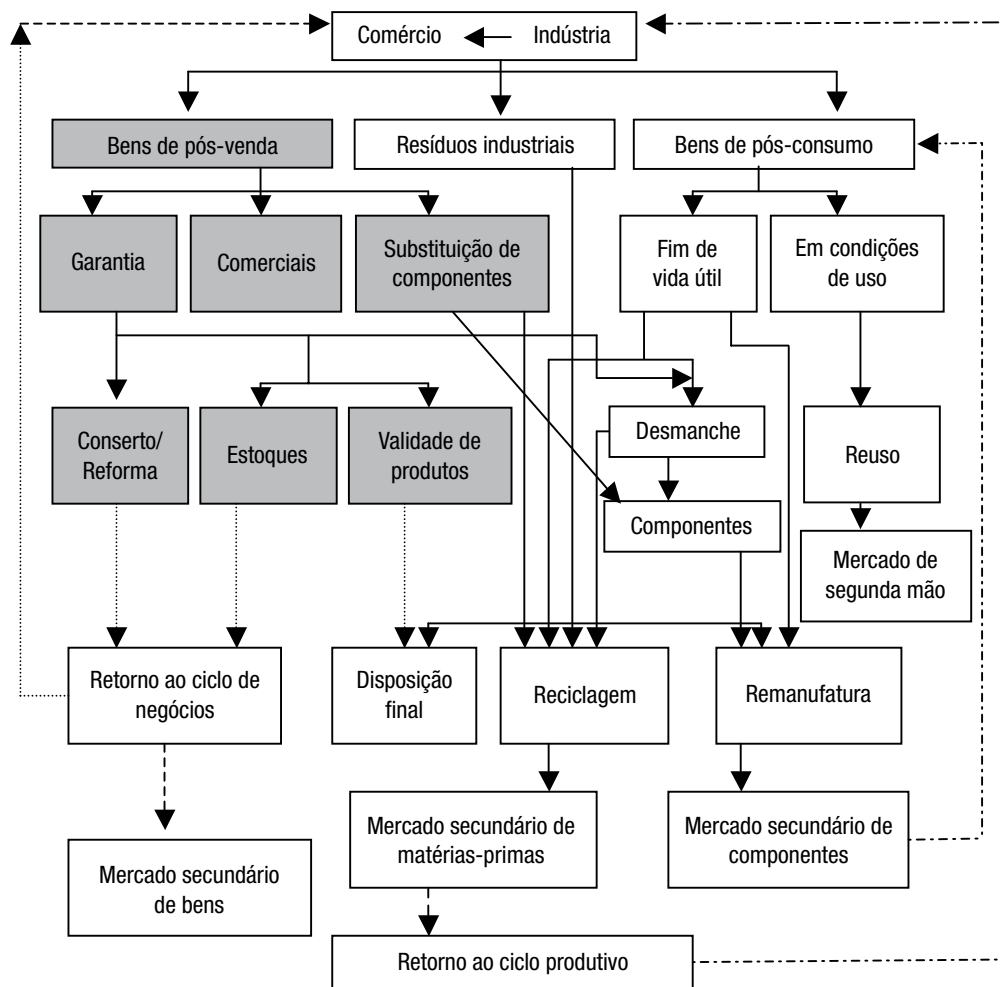 Comércio
Indústria
Bens de pós-venda
Resíduos industriais
Bens de pós-consumo
Garantia
Comerciais
Substituição de
componentes
Fim de
vida útil
Em condições
de uso
Conserto/
Reforma
Estoques
Validade de
produtos
Desmanche
Reuso
Componentes
Mercado de
segunda mão
Retorno ao ciclo de
negócios
Disposição
final
Reciclagem
Remanufatura
Mercado secundário
de bens
Mercado secundário de
matérias-primas
Mercado secundário de
componentes
Retorno ao ciclo produtivo